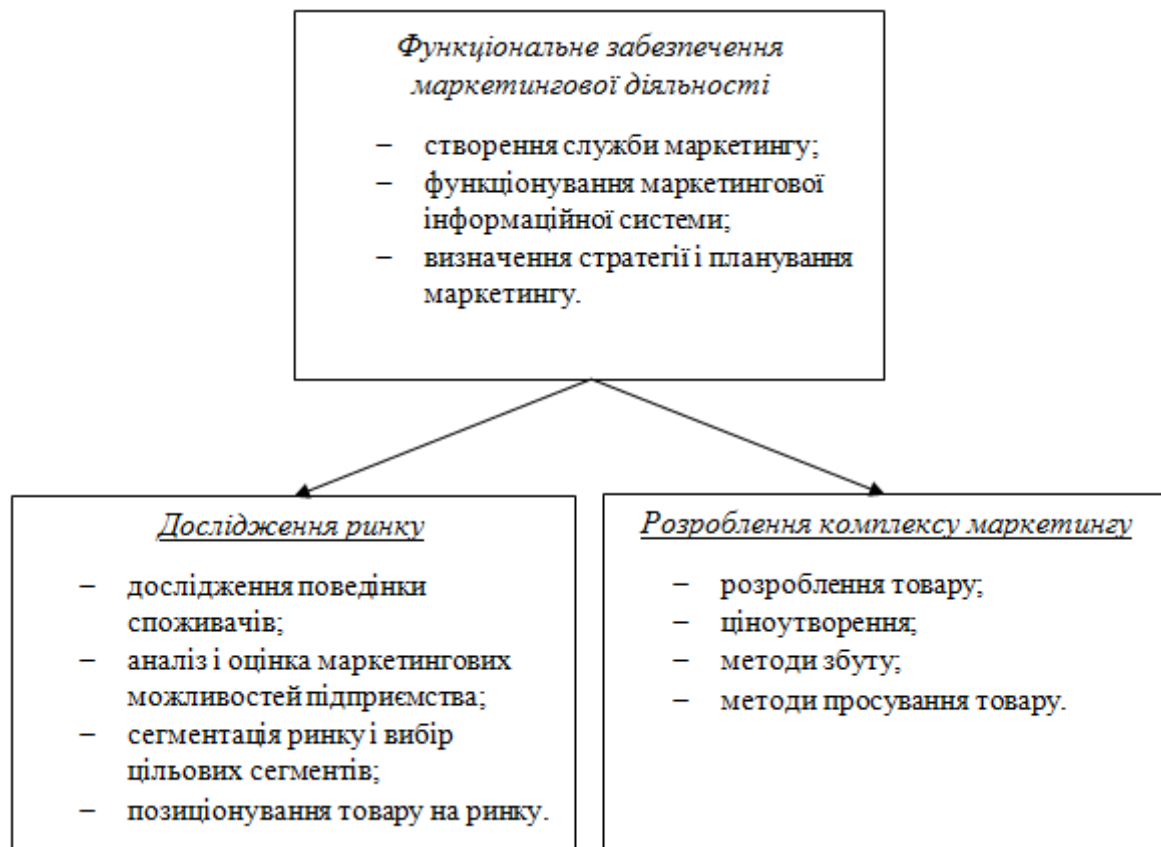 Функціональне забезпечення
маркетингової діяльності
– створення служби маркетингу;
– функціонування маркетингової
інформаційної системи;
– визначення стратегії і планування
маркетингу.
Дослідження ринку
– дослідження поведінки
споживачів;
– аналіз і оцінка маркетингових
можливостей підприємства;
– сегментація ринку і вибір
цільових сегментів;
– позиціонування товару на ринку.
Розроблення комплексу маркетингу
– розроблення товару;
– ціноутворення;
– методи збуту;
– методи просування товару.